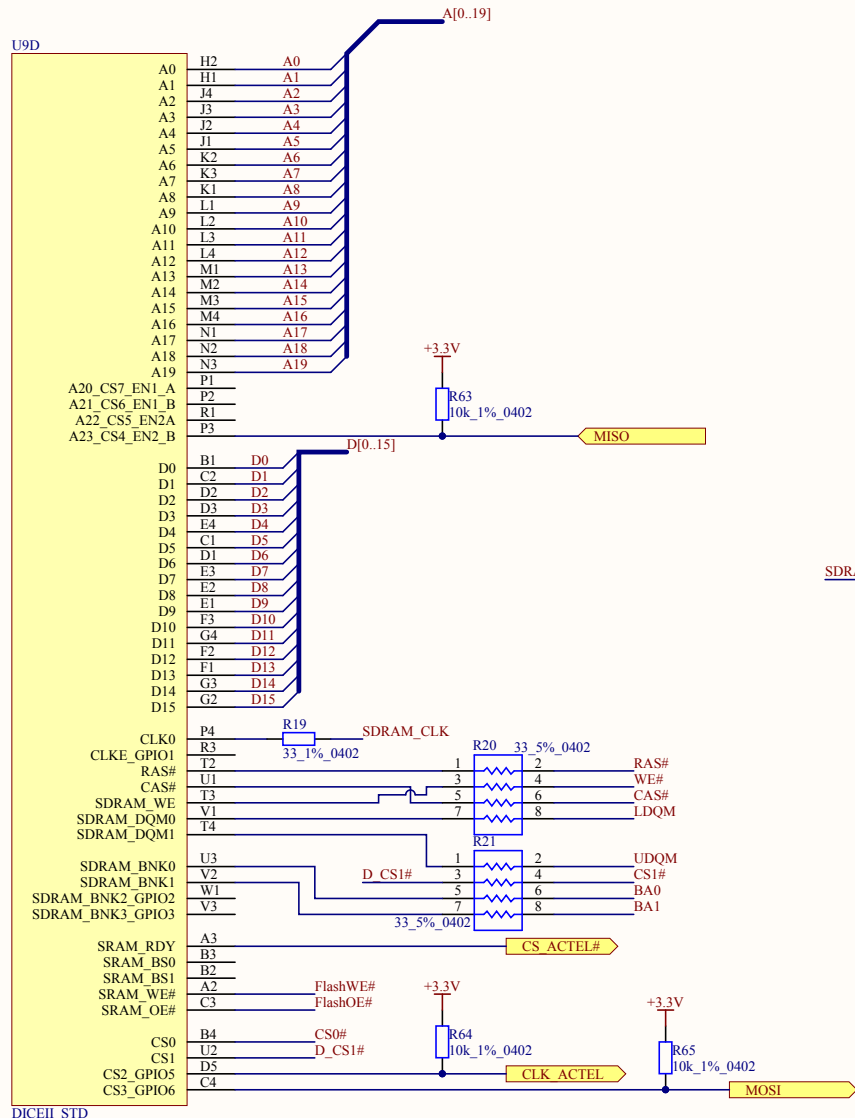 A[0..19]
U9D
A0 H2 A0
A1 H1 A1
A2 J4 A2
A3 J3 A3
A4 J2 A4
A5 J1 A5
A6 K2 A6
A7 K3 A7
A8 K1 A8
A9 L1 A9
A10 L2 A10
A11 L3 A11
A12 L4 A12
A13 M1 A13
A14 M2 A14
A15 M3 A15
A16 M4 A16
A17 N1 A17
A18 N2 A18
A19 N3 A19
+3.3V
A20_CS7_EN1_A P1
R63
A21_CS6_EN1_B P2
10k_1%_0402
A22_CS5_EN2A R1
A23_CS4_EN2_B P3 MISO
D[0..15]
D0 B1 D0
D1 C2 D1
D2 D2 D2
D3 D3 D3
D4 E4 D4
D5 C1 D5
D6 D1 D6
D7 E3 D7
SDRA
D8 E2 D8
D9 E1 D9
D10 F3 D10
D11 G4 D11
D12 F2 D12
D13 F1 D13
D14 G3 D14
D15 G2 D15
CLK0 P4 R19 SDRAM_CLK
33_1%_0402
CLKE_GPIO1 R3
R20 33_5%_0402
RAS# T2 1 2 RAS#
CAS# U1 3 4 WE#
SDRAM_WE T3 5 6 CAS#
SDRAM_DQM0 V1 7 8 LDQM
SDRAM_DQM1 T4
R21
SDRAM_BNK0 U3 1 2 UDQM
SDRAM_BNK1 V2 D_CS1# 3 4 CS1#
SDRAM_BNK2_GPIO2 W1 5 6 BA0
SDRAM_BNK3_GPIO3 V3 7 8 BA1
33_5%_0402
SRAM_RDY A3 CS_ACTEL#
SRAM_BS0 B3
SRAM_BS1 B2
SRAM_WE# A2 FlashWE# +3.3V
SRAM_OE# C3 FlashOE# +3.3V
CS0 B4 CS0# R64
CS1 U2 D_CS1# 10k_1%_0402 R65
10k_1%_0402
CS2_GPIO5 D5 CLK_ACTEL
CS3_GPIO6 C4 MOSI
DICEII_STD